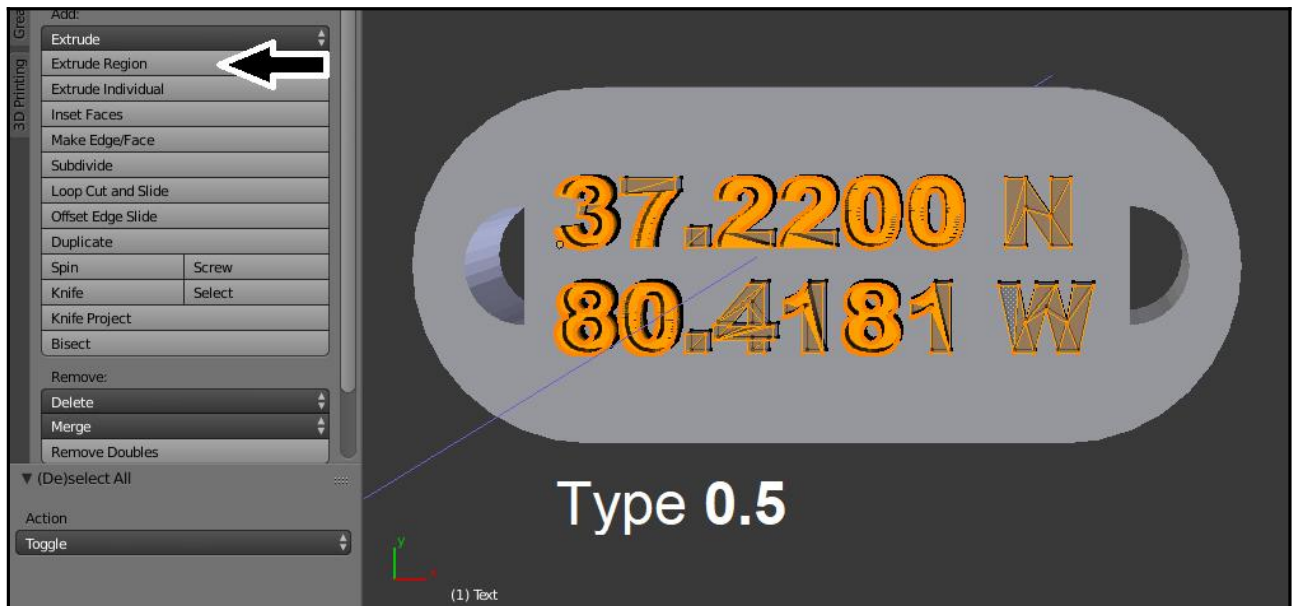 Grea
3D Printing
Add:
Extrude
Extrude Region
Extrude Individual
Inset Faces
Make Edge/Face
Subdivide
Loop Cut and Slide
Offset Edge Slide
Duplicate
Spin Screw
Knife Select
Knife Project
Bisect
Remove:
Delete
Merge
Remove Doubles
(De)select All
Action
Toggle
37.2200 N
80.4181 W
Type 0.5
y
(1) Text